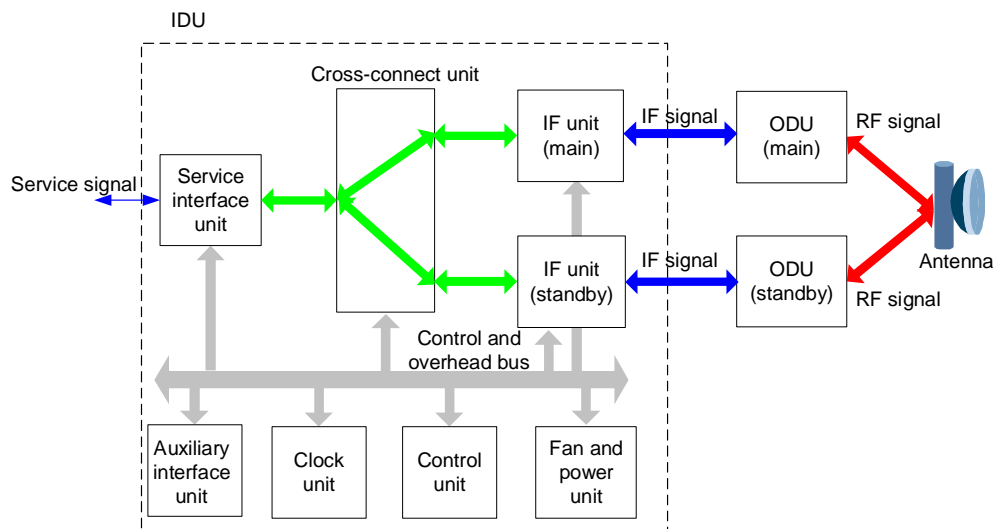 IDU
Cross-connect unit
Service signal
Service
interface
unit
IF unit
(main)
IF signal
ODU
(main)
RF signal
IF unit
(standby)
IF signal
ODU
(standby)
RF signal
Antenna
Control and
overhead bus
Auxiliary
interface
unit
Clock
unit
Control
unit
Fan and
power
unit